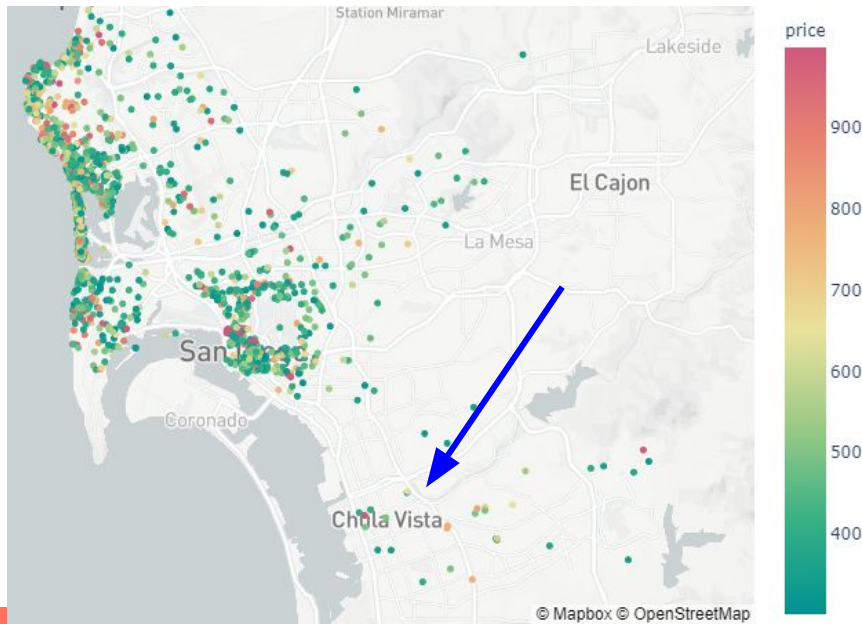 Station Miramar
Lakeside
El Cajon
La Mesa
San
Coronado
Chula Vista
© Mapbox © OpenStreetMap
price
900
800
700
600
500
400